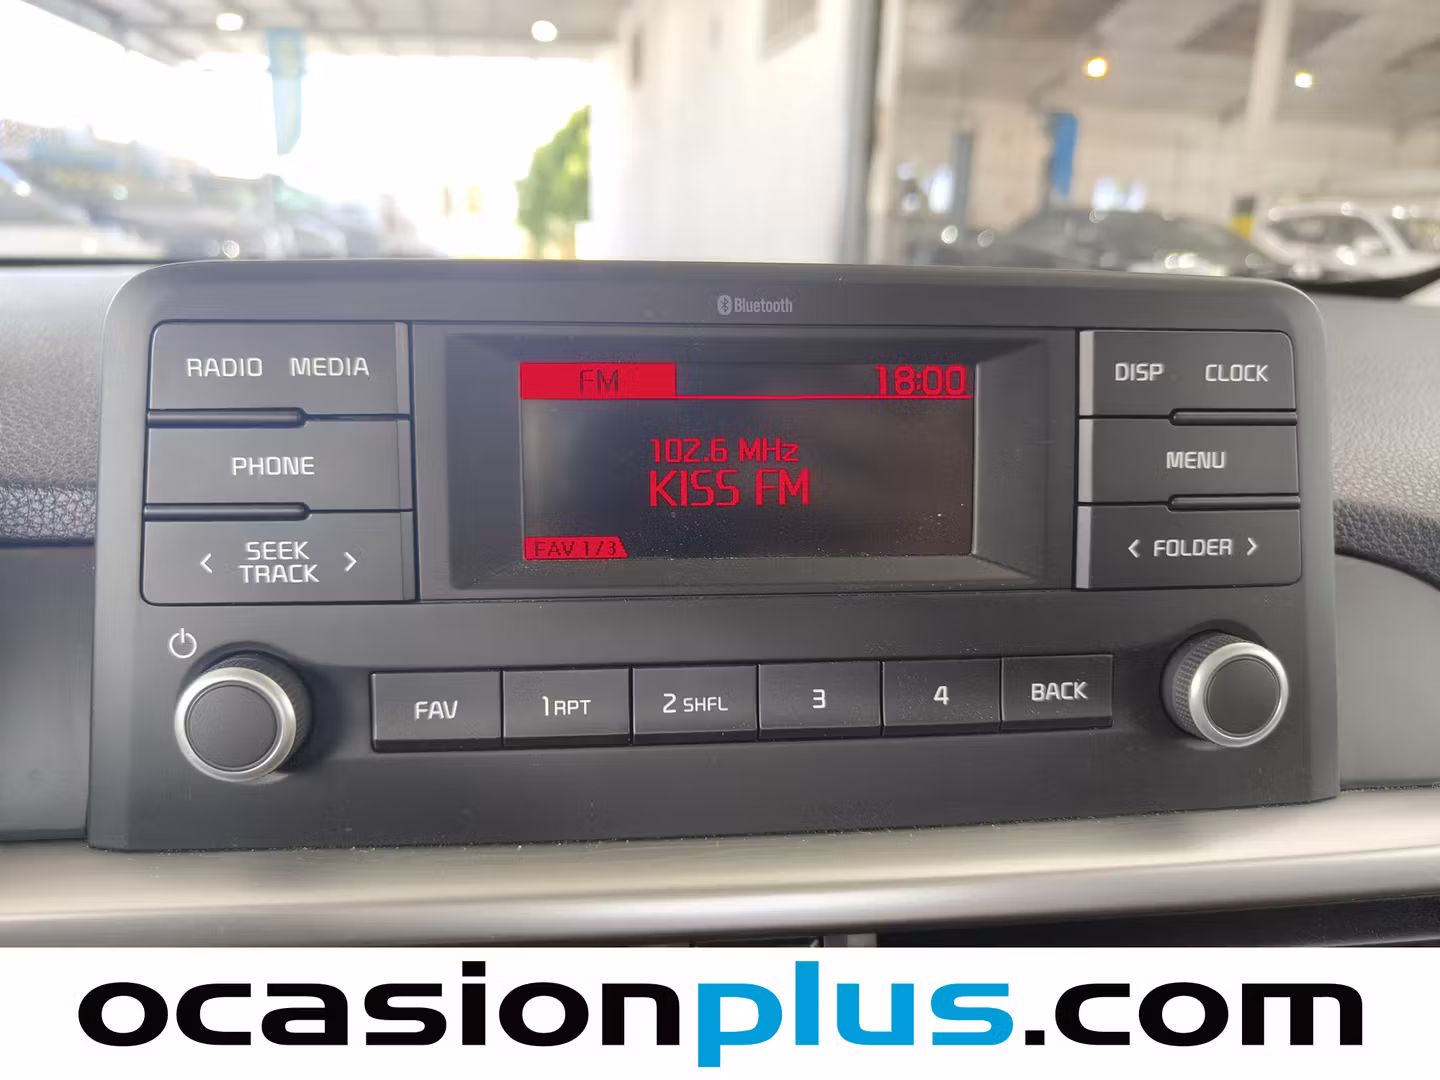 Bluetooth
RADIO MEDIA
PHONE
< SEEK TRACK >
FM 18:00
102.6 MHz
KISS FM
FAV 1/3
DISP CLOCK
MENU
< FOLDER >
FAV 1 RPT 2 SHFL 3 4 BACK
ocasionplus.com